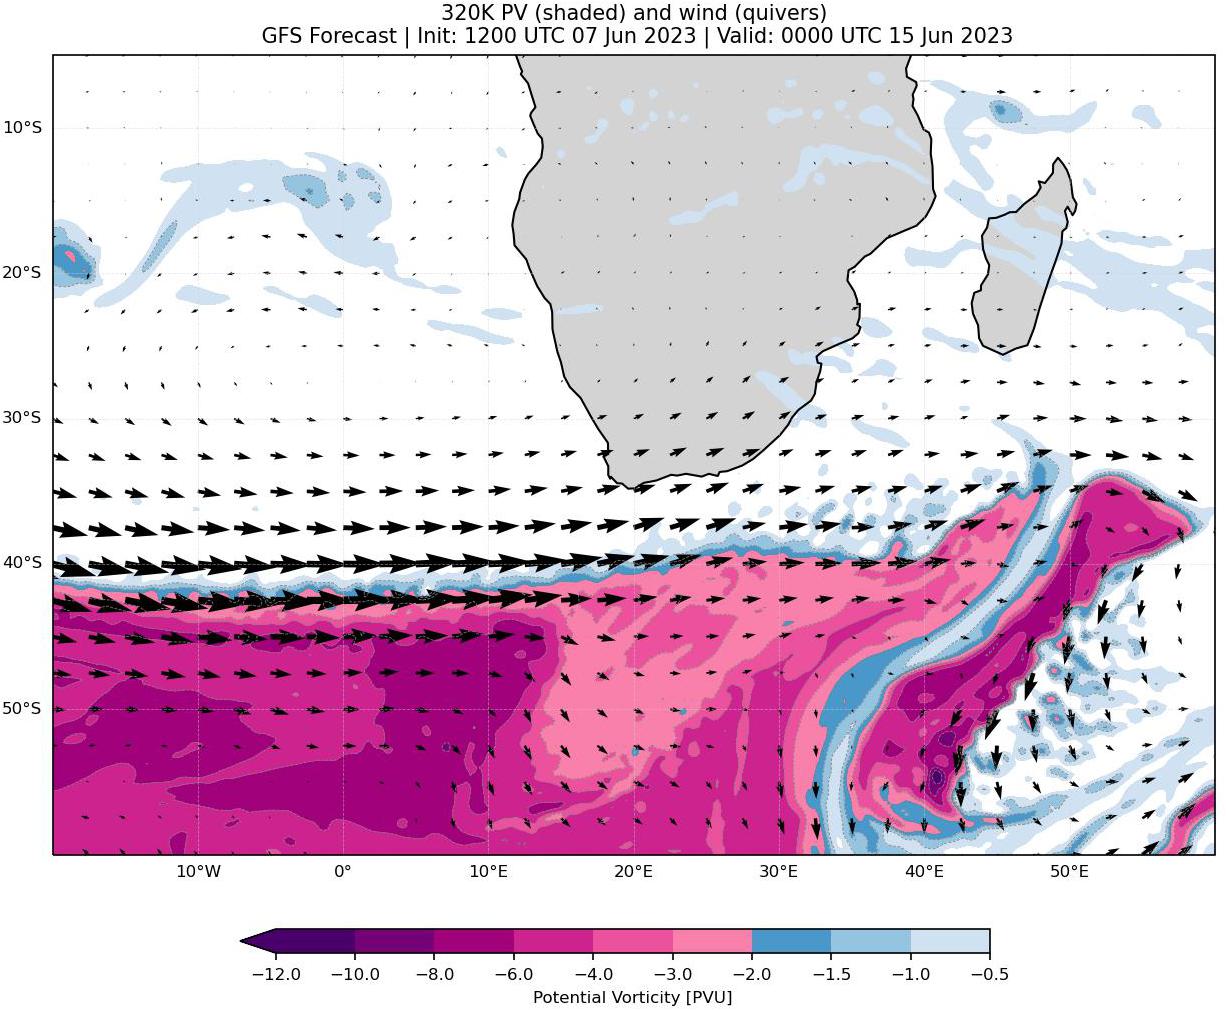 320K PV (shaded) and wind (quivers)
GFS Forecast | Init: 1200 UTC 07 Jun 2023 | Valid: 0000 UTC 15 Jun 2023
10°S
20°S
30°S
40°S
50°S
10°W 0° 10°E 20°E 30°E 40°E 50°E
−12.0 −10.0 −8.0 −6.0 −4.0 −3.0 −2.0 −1.5 −1.0 −0.5
Potential Vorticity [PVU]